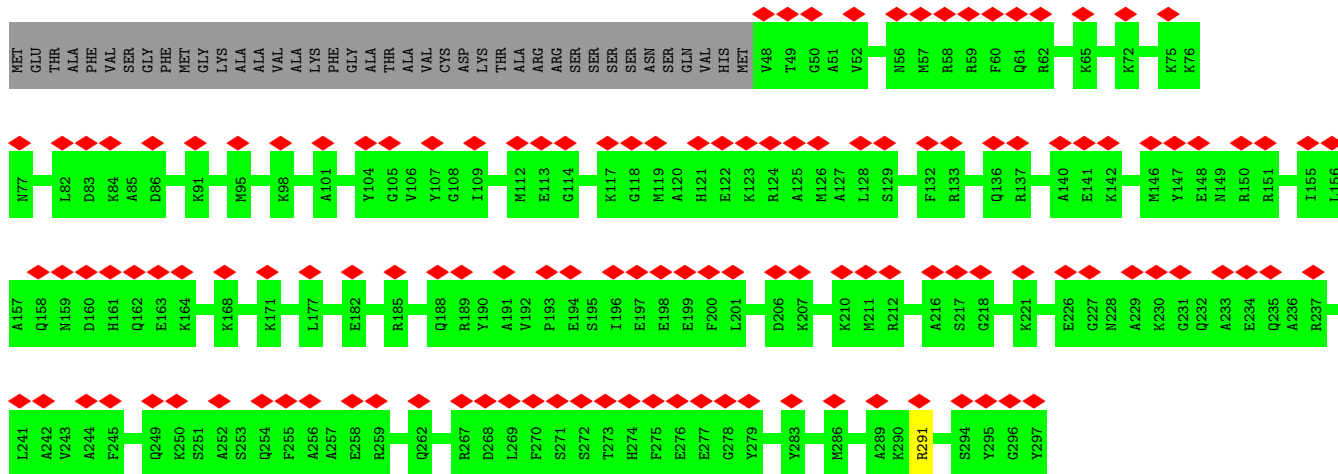 MET GLU THR ALA PHE VAL SER GLY PHE MET GLY LYS ALA ALA VAL ALA LYS PHE GLY ALA THR ALA VAL CYS ASP LYS THR ALA ARG ARG SER SER SER SER ASN SER GLN VAL HIS MET V48 T49 G50 A51 V52 N56 M57 R58 R59 F60 Q61 R62 K65 K72 K75 K76
N77 L82 D83 K84 A85 D86 K91 M95 K98 A101 Y104 G105 V106 Y107 G108 I109 M112 E113 G114 K117 G118 M119 A120 H121 E122 K123 R124 A125 M126 A127 L128 S129 F132 R133 Q136 R137 A140 E141 K142 M146 Y147 E148 N149 R150 R151 I155 L156
A157 Q158 N159 D160 H161 Q162 E163 K164 K168 K171 L177 E182 R185 Q188 R189 Y190 A191 V192 P193 E194 S195 I196 E197 E198 E199 F200 L201 D206 K207 K210 M211 R212 A216 S217 G218 K221 E226 G227 N228 A229 K230 G231 Q232 A233 E234 Q235 A236 R237
L241 A242 V243 A244 F245 Q249 K250 S251 A252 S253 Q254 F255 A256 A257 E258 R259 Q262 R267 D268 L269 F270 S271 S272 T273 H274 F275 E276 E277 G278 Y279 Y283 M286 A289 K290 R291 S294 Y295 G296 Y297